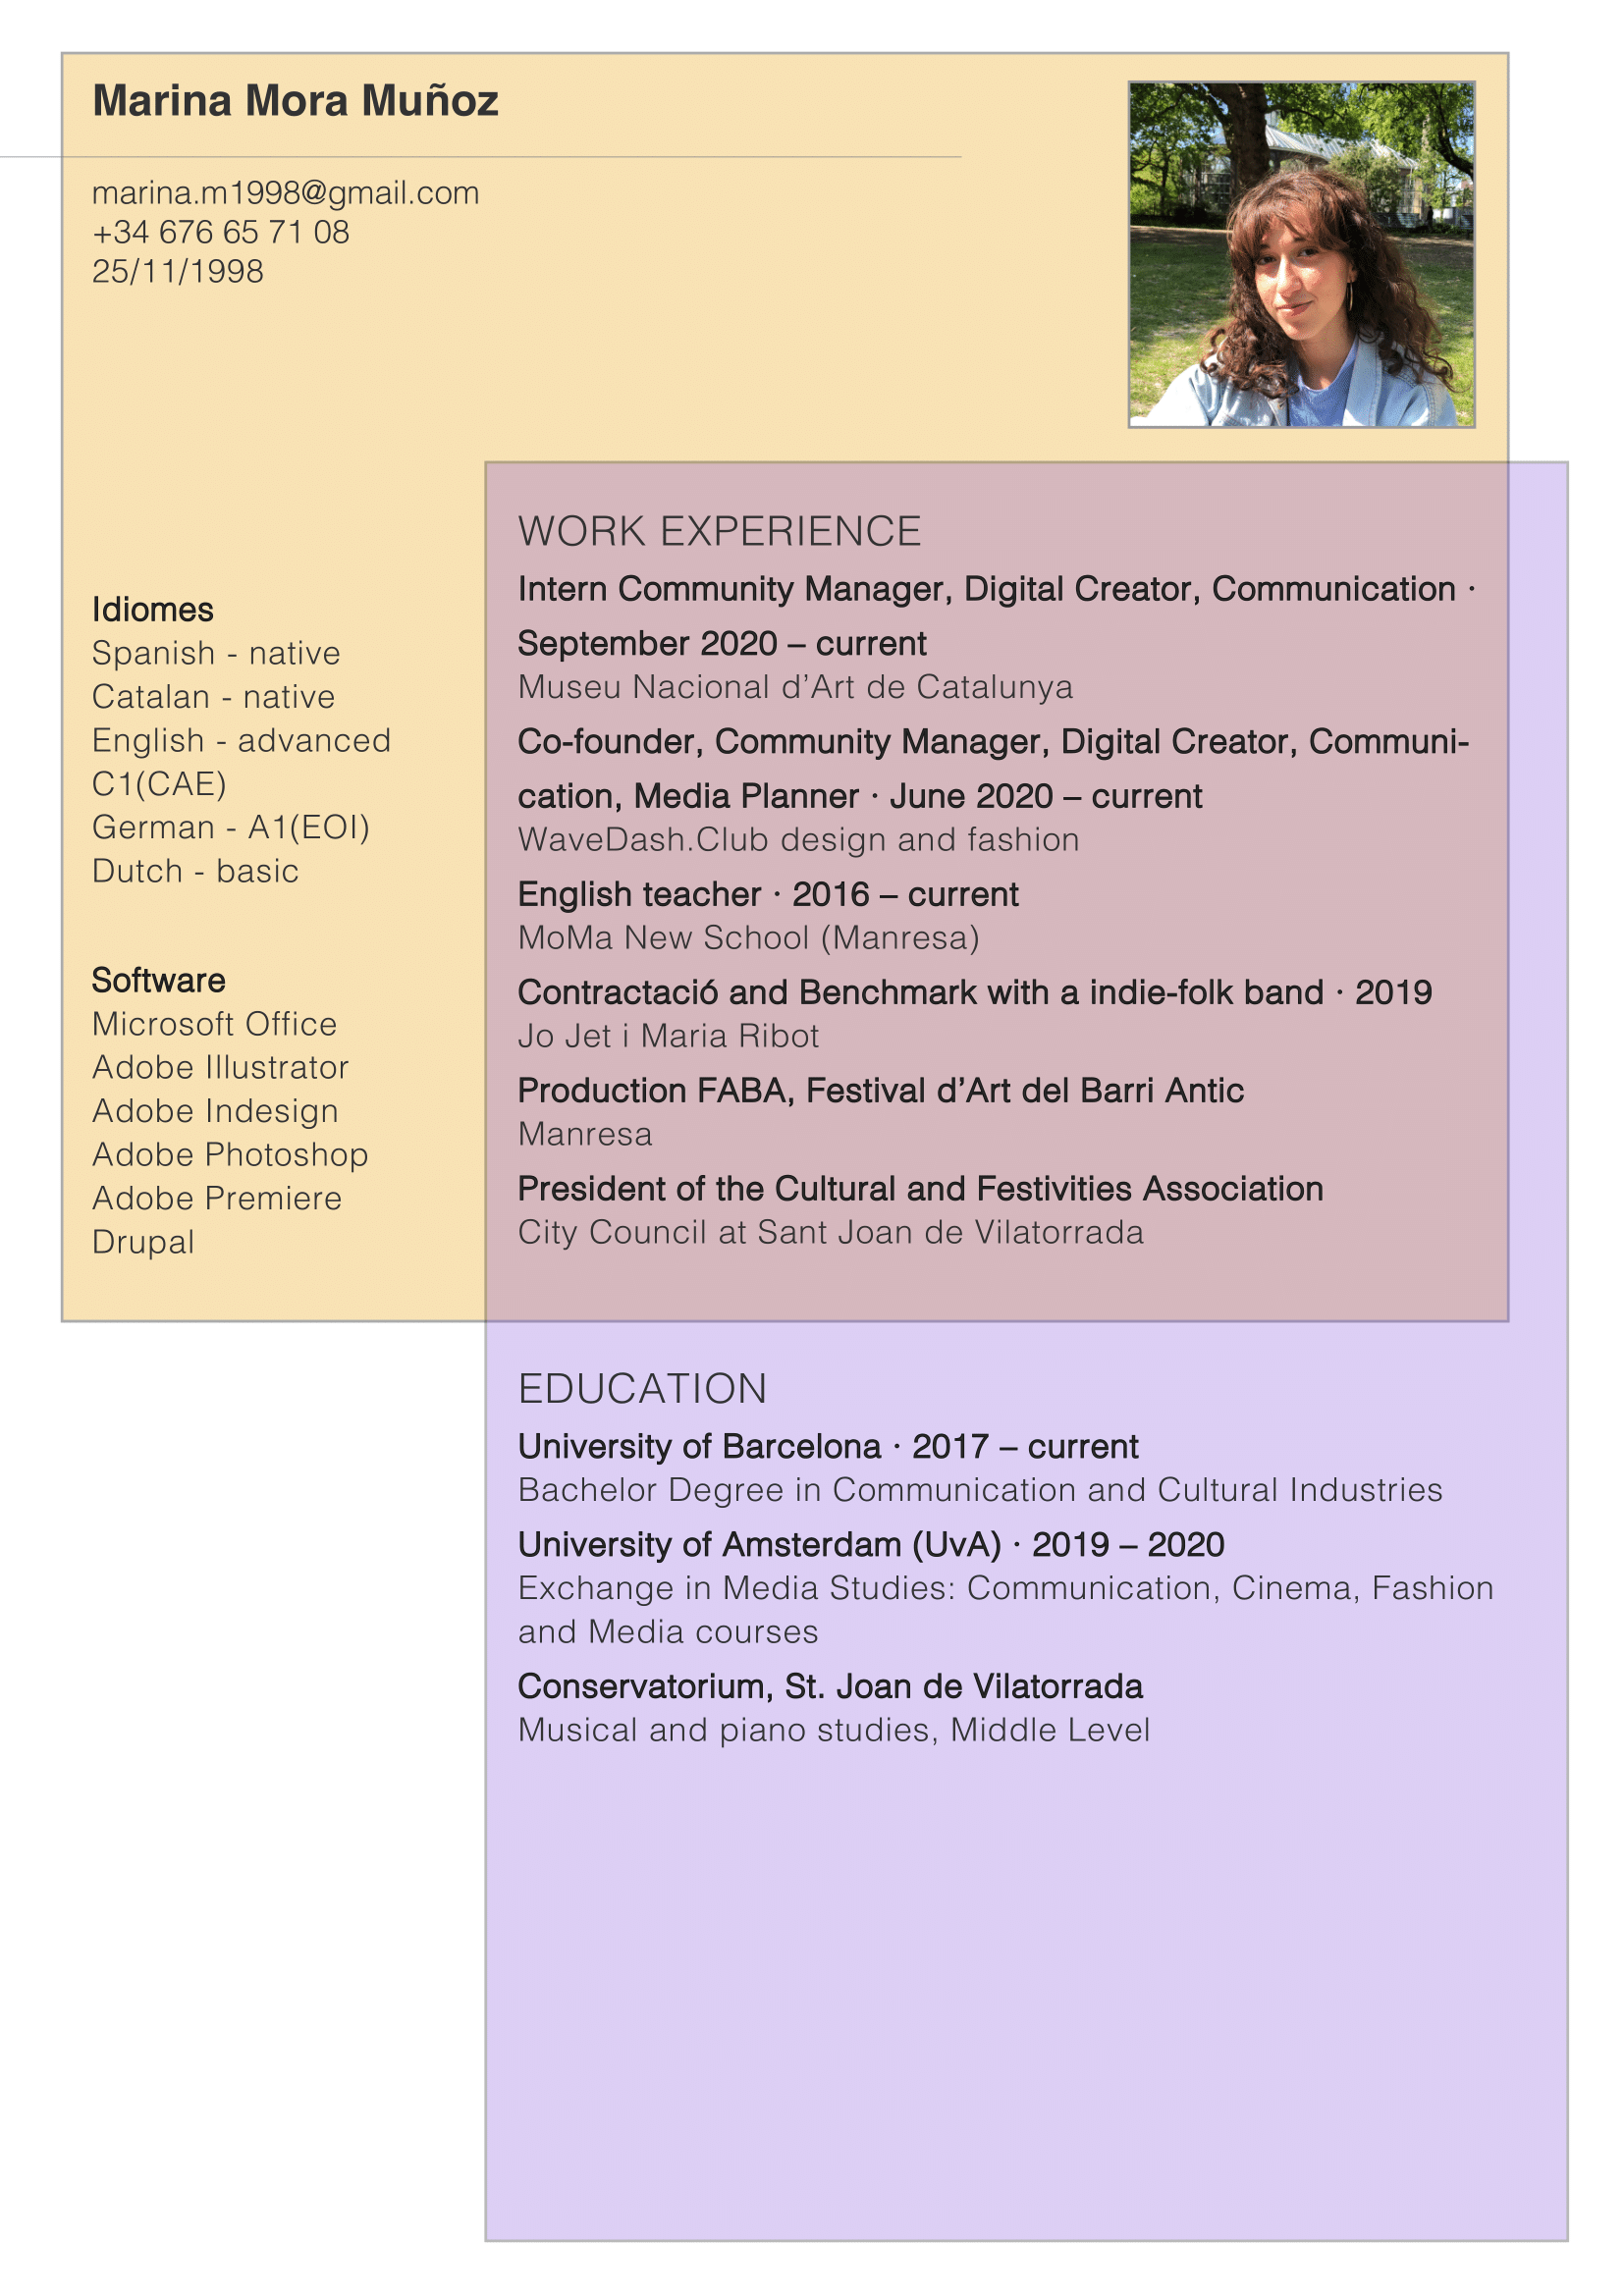 Marina Mora Muñoz
marina.m1998@gmail.com
+34 676 65 71 08
25/11/1998
Idiomes
Spanish - native
Catalan - native
English - advanced
C1(CAE)
German - A1(EOI)
Dutch - basic
Software
Microsoft Office
Adobe Illustrator
Adobe Indesign
Adobe Photoshop
Adobe Premiere
Drupal
WORK EXPERIENCE
Intern Community Manager, Digital Creator, Communication ·
September 2020 – current
Museu Nacional d’Art de Catalunya
Co-founder, Community Manager, Digital Creator, Communi-
cation, Media Planner · June 2020 – current
WaveDash.Club design and fashion
English teacher · 2016 – current
MoMa New School (Manresa)
Contractació and Benchmark with a indie-folk band · 2019
Jo Jet i Maria Ribot
Production FABA, Festival d’Art del Barri Antic
Manresa
President of the Cultural and Festivities Association
City Council at Sant Joan de Vilatorrada
EDUCATION
University of Barcelona · 2017 – current
Bachelor Degree in Communication and Cultural Industries
University of Amsterdam (UvA) · 2019 – 2020
Exchange in Media Studies: Communication, Cinema, Fashion
and Media courses
Conservatorium, St. Joan de Vilatorrada
Musical and piano studies, Middle Level